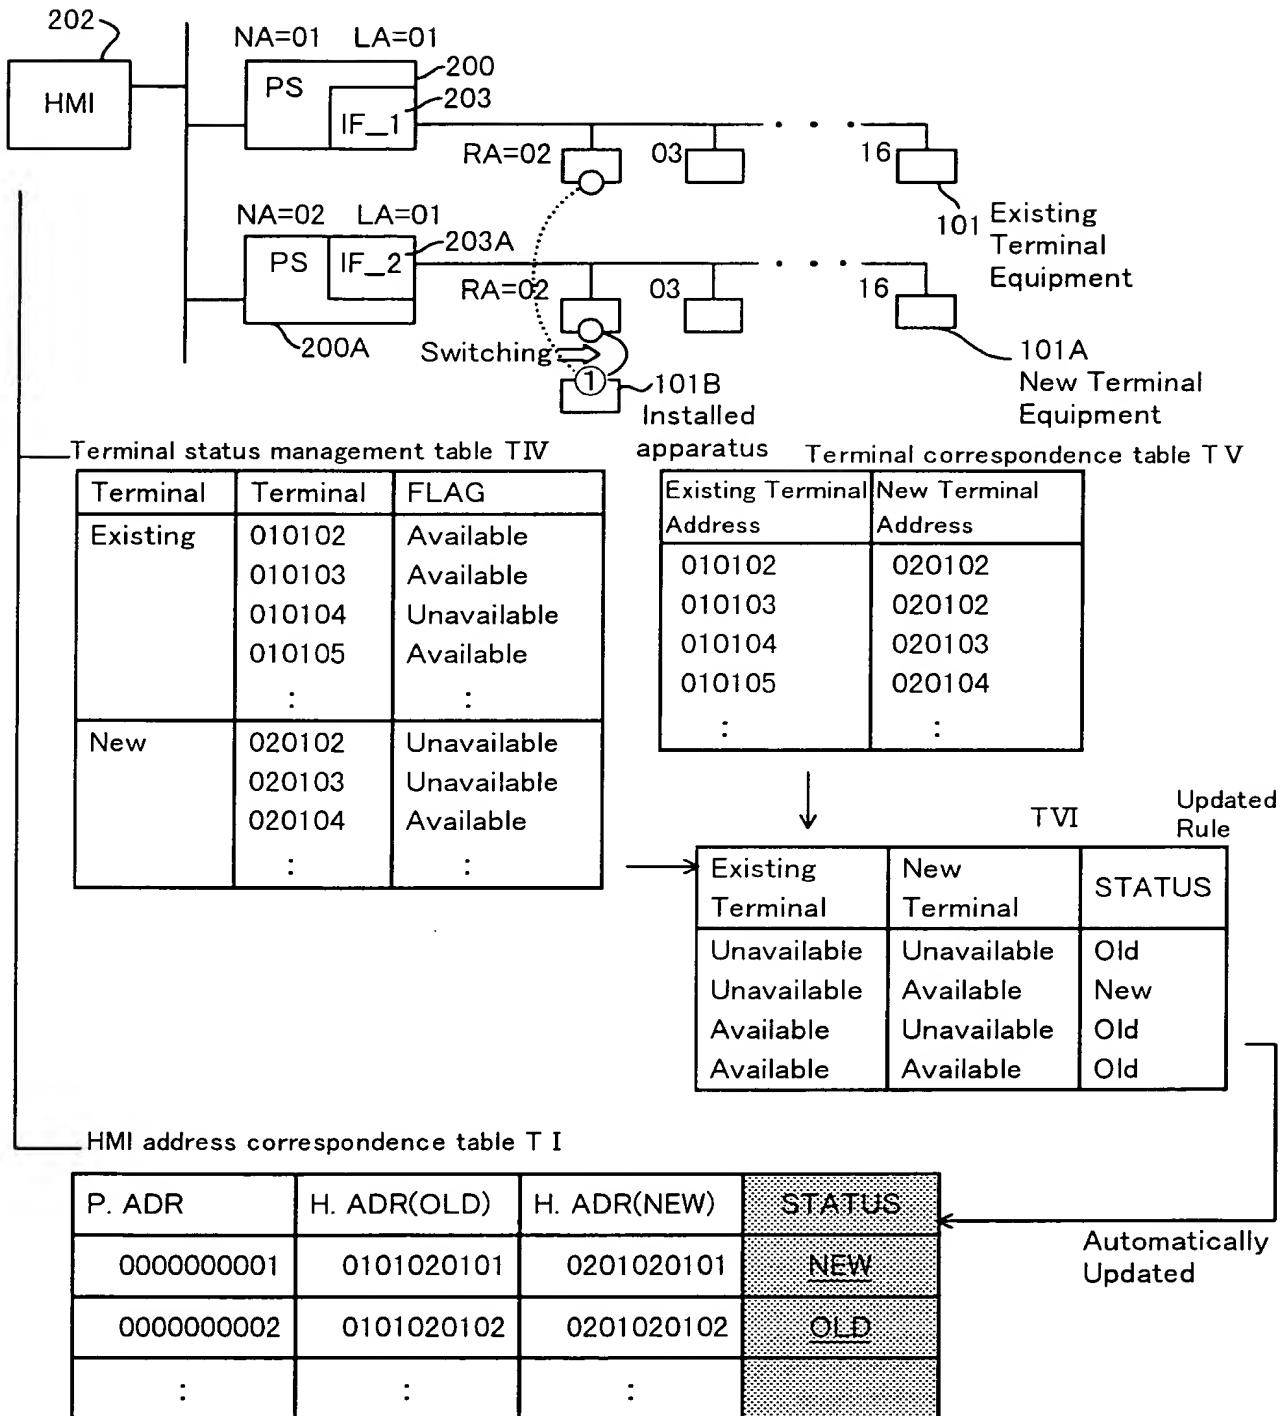 202
NA=01 LA=01
HMI
PS
200
203
IF_1
RA=02
03
16
101 Existing
Terminal
Equipment
NA=02 LA=01
PS
IF_2
203A
RA=02
03
16
200A
Switching
1
101B
Installed
apparatus
101A
New Terminal
Equipment
Terminal status management table TIV
Terminal Terminal FLAG
Existing 010102 Available
010103 Available
010104 Unavailable
010105 Available
: :
New 020102 Unavailable
020103 Unavailable
020104 Available
: :
Terminal correspondence table TV
Existing Terminal New Terminal
Address Address
010102 020102
010103 020102
010104 020103
010105 020104
: :
TVI
Updated
Rule
Existing New STATUS
Terminal Terminal
Unavailable Unavailable Old
Unavailable Available New
Available Unavailable Old
Available Available Old
HMI address correspondence table T I
P. ADR H. ADR(OLD) H. ADR(NEW) STATUS
0000000001 0101020101 0201020101 NEW
0000000002 0101020102 0201020102 OLD
: : :
Automatically
Updated